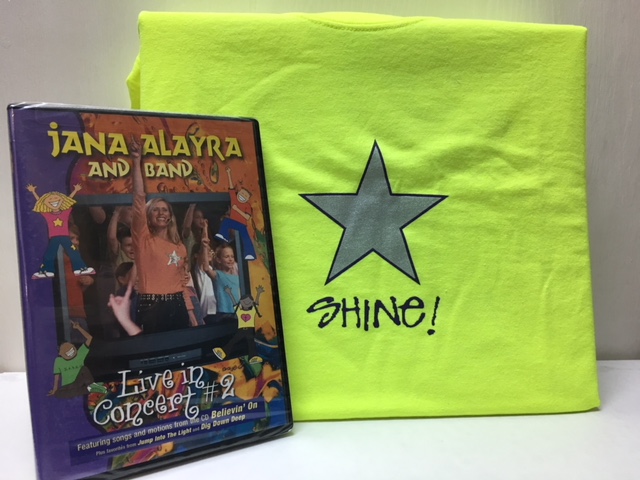 jANA ALAYRA
AND BAND
Live in
Concert #2
Featuring songs and motions from the CD Believin' On
Plus favorites from Jump Into The Light and Dig Down Deep
SHINE!